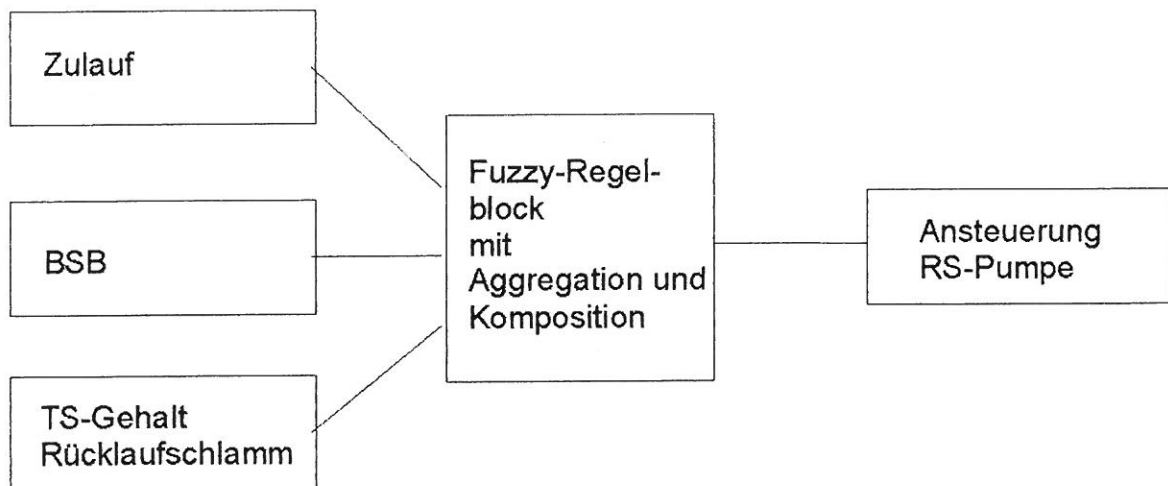 Zulauf
BSB
TS-Gehalt
Rücklaufschlamm
Fuzzy-Regel-
block
mit
Aggregation und
Komposition
Ansteuerung
RS-Pumpe